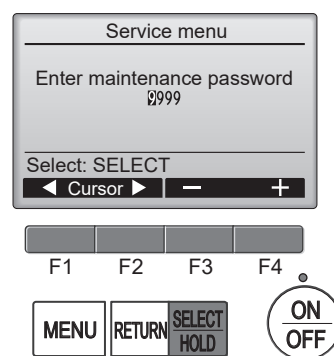 Service menu
Enter maintenance password
9999
Select: SELECT
◀ Cursor ▶ − +
F1 F2 F3 F4
MENU RETURN SELECT HOLD ON OFF